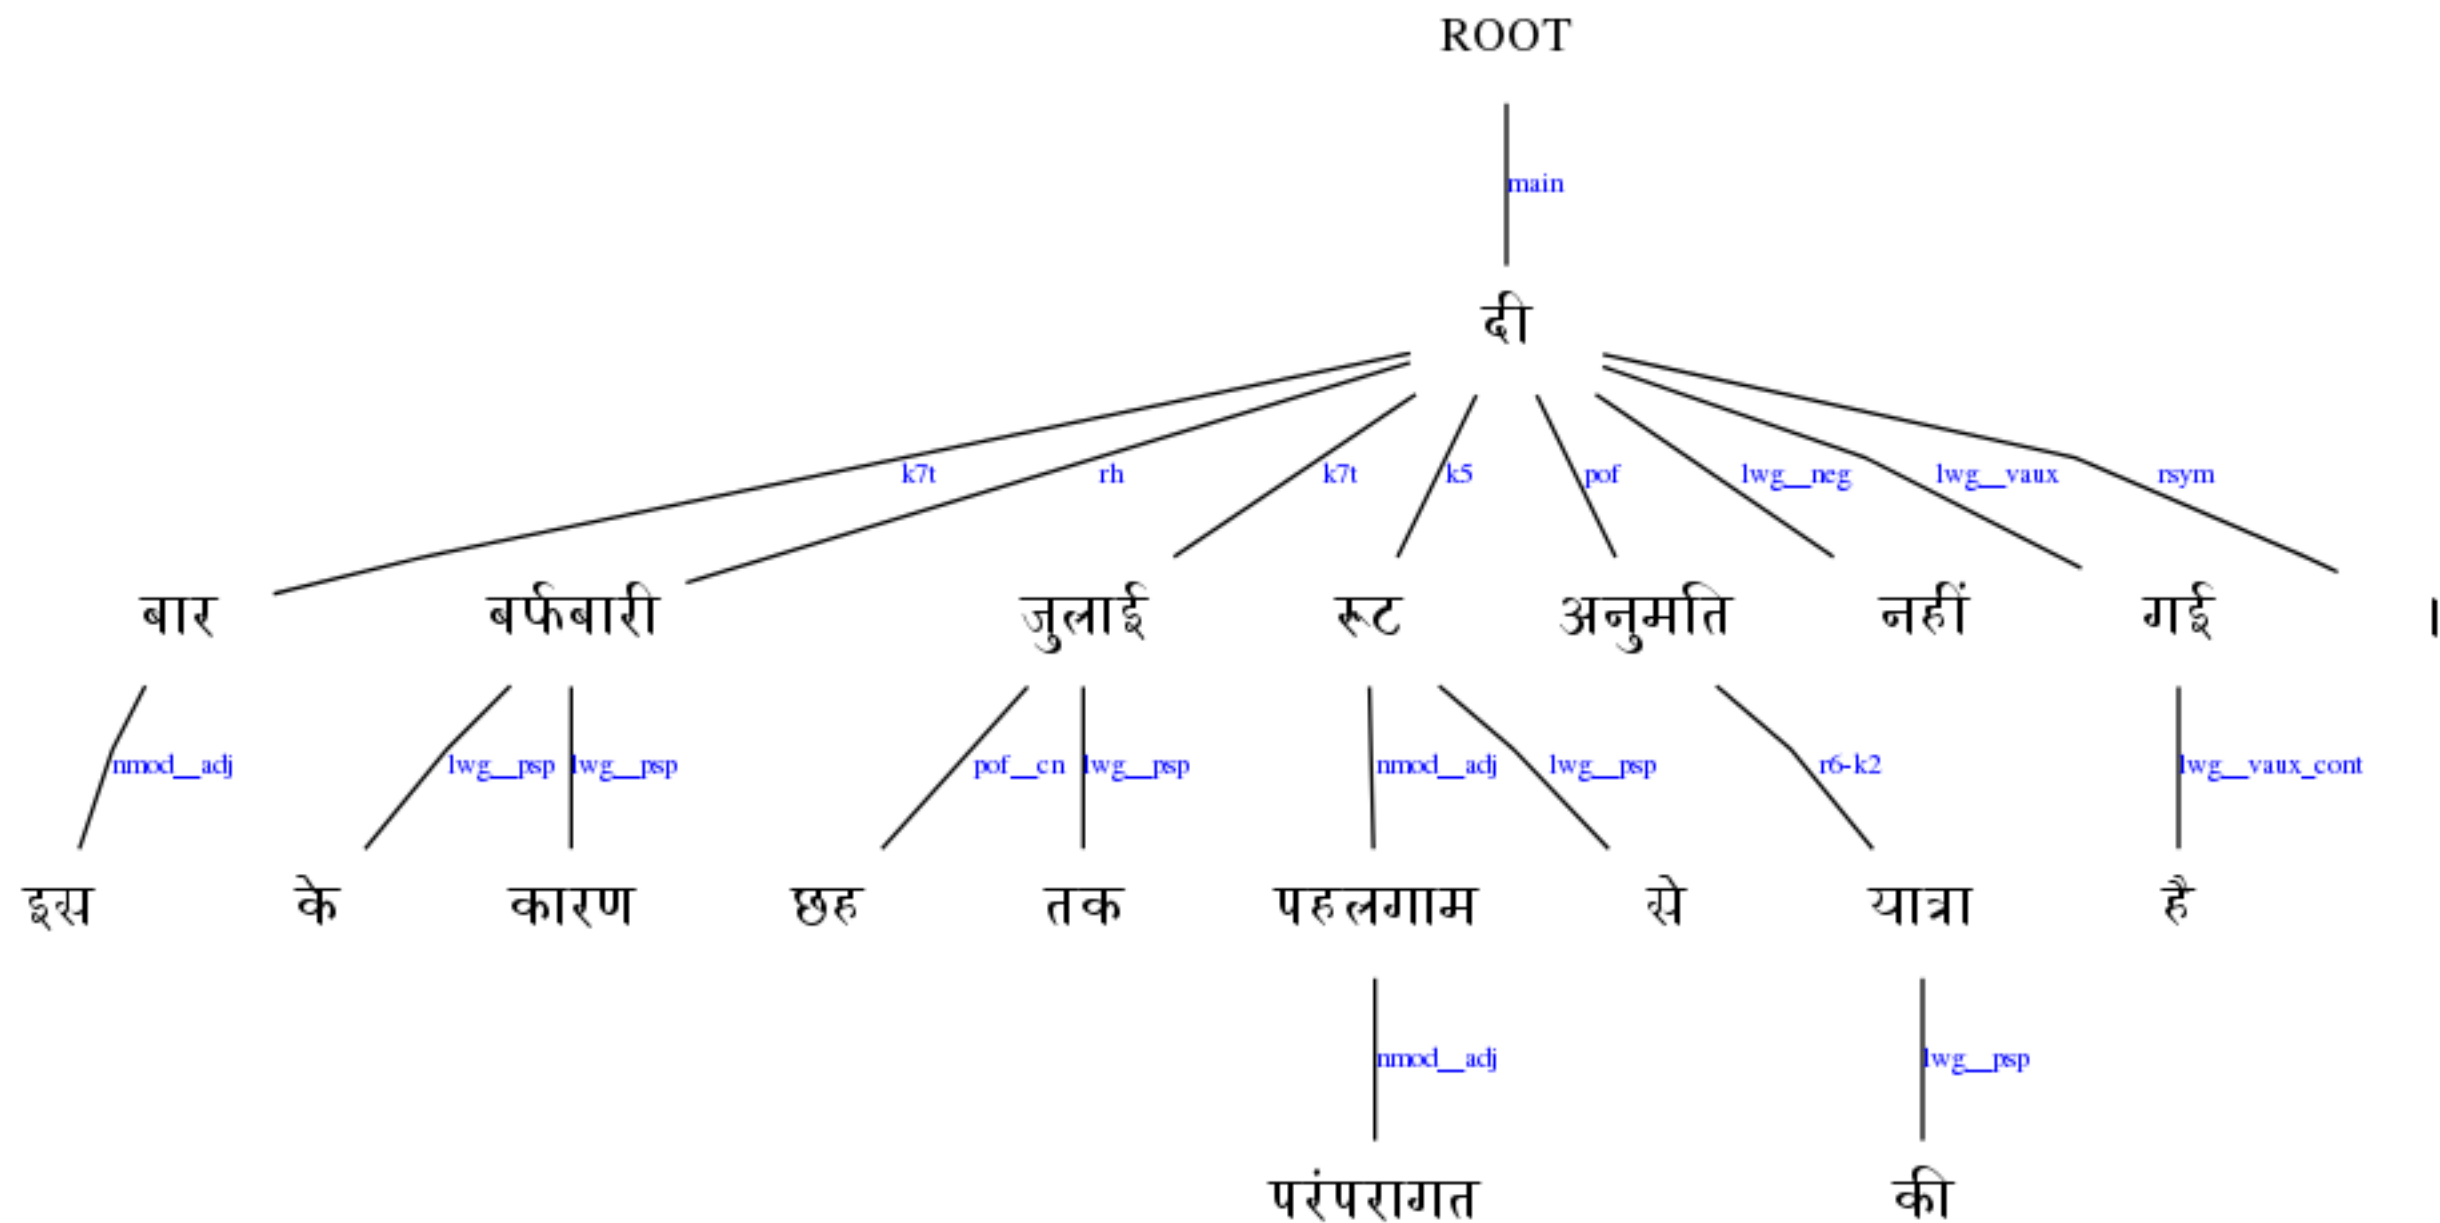 ROOT
main
दी
k7t rh k7t k5 pof lwg__neg lwg__vaux rsym
बार बर्फबारी जुलाई रूट अनुमति नहीं गई ।
nmod__adj lwg__psp lwg__psp pof__cn lwg__psp nmod__adj lwg__psp r6-k2 lwg__vaux_cont
इस के कारण छह तक पहलगाम से यात्रा है
nmod__adj lwg__psp
परंपरागत की